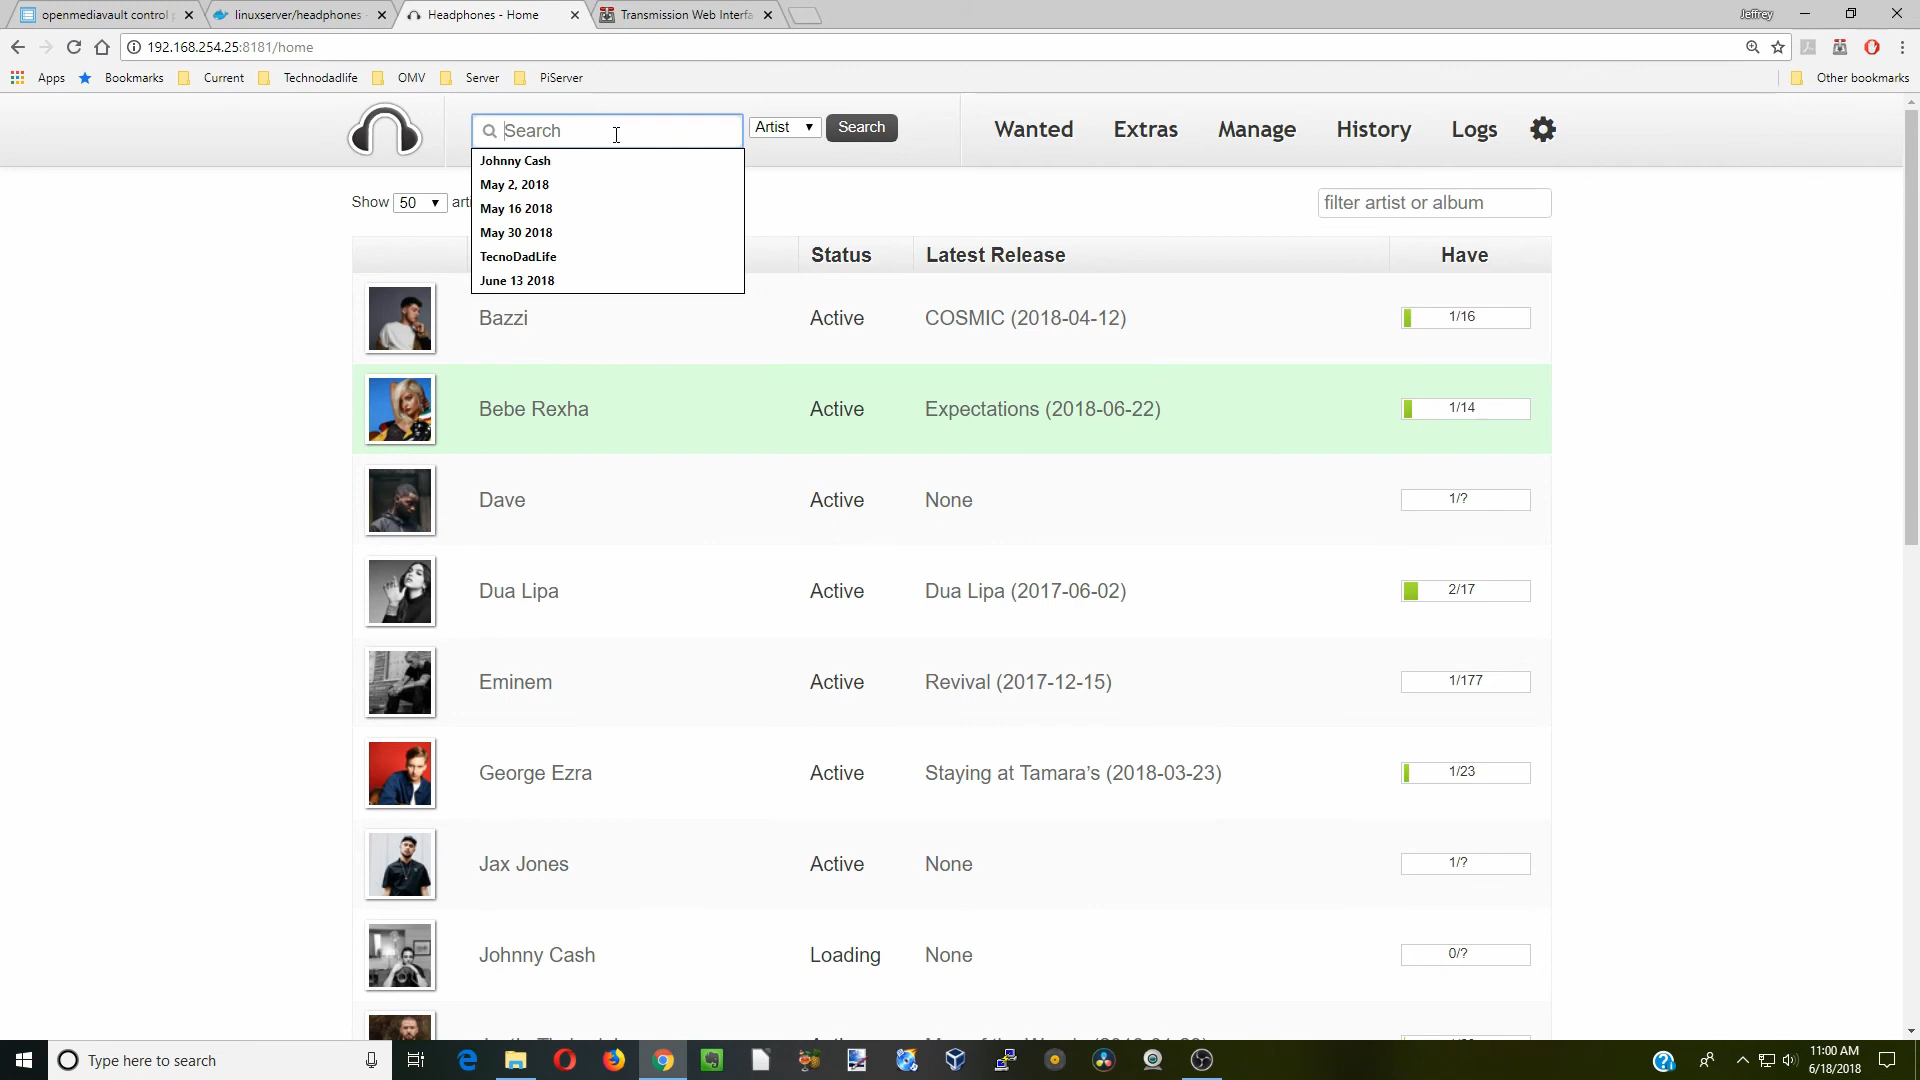 openmediavault control p
linuxserver/headphones -
Headphones - Home
Transmission Web Interfa
Jeffrey
192.168.254.25:8181/home
Apps
Bookmarks
Current
Technodadlife
OMV
Server
PiServer
Other bookmarks
Search
Artist
Search
Wanted
Extras
Manage
History
Logs
Johnny Cash
May 2, 2018
May 16 2018
May 30 2018
TecnoDadLife
June 13 2018
Show 50 arti
filter artist or album
Status
Latest Release
Have
Bazzi
Active
COSMIC (2018-04-12)
1/16
Bebe Rexha
Active
Expectations (2018-06-22)
1/14
Dave
Active
None
1/?
Dua Lipa
Active
Dua Lipa (2017-06-02)
2/17
Eminem
Active
Revival (2017-12-15)
1/177
George Ezra
Active
Staying at Tamara’s (2018-03-23)
1/23
Jax Jones
Active
None
1/?
Johnny Cash
Loading
None
0/?
Type here to search
11:00 AM
6/18/2018